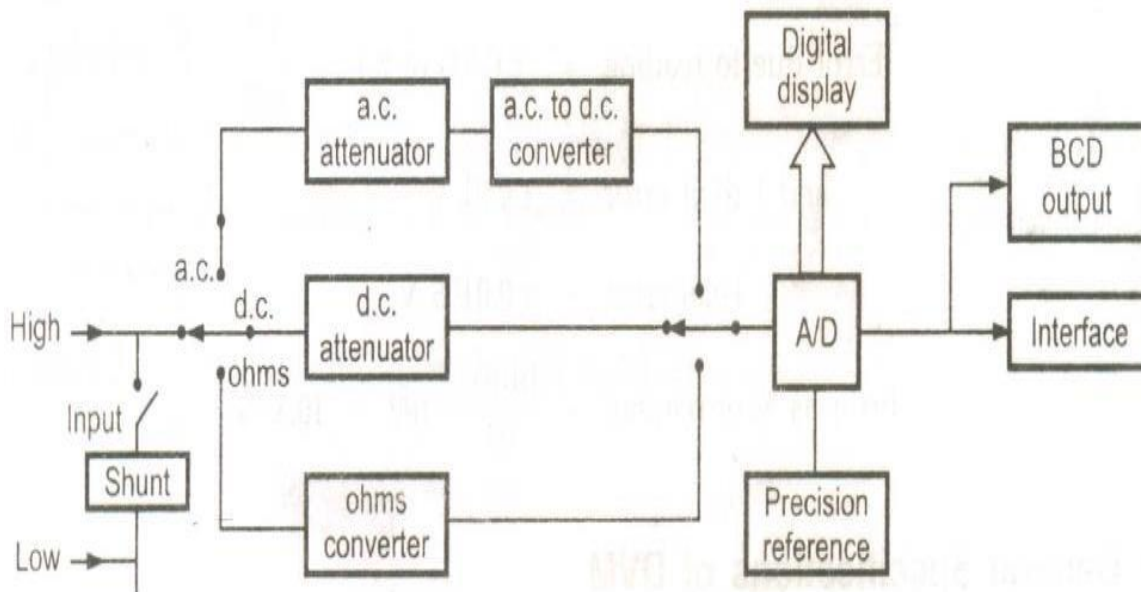 Digital
display
a.c.
attenuator
a.c. to d.c.
converter
BCD
output
a.c.
High
d.c.
d.c.
attenuator
A/D
Interface
ohms
Input
Shunt
ohms
converter
Precision
reference
Low